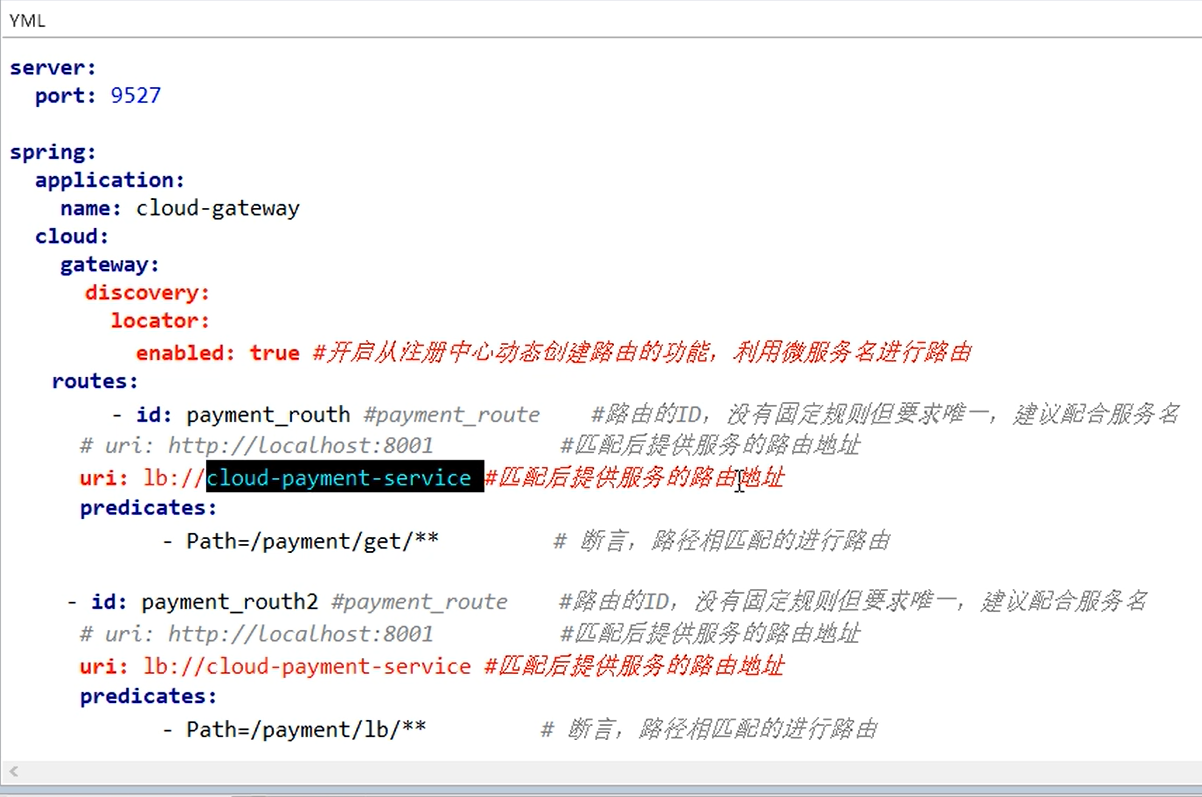 YML
server:
port: 9527
spring:
application:
name: cloud-gateway
cloud:
gateway:
discovery:
locator:
enabled: true #开启从注册中心动态创建路由的功能，利用微服务名进行路由
routes:
- id: payment_routh #payment_route #路由的ID，没有固定规则但要求唯一，建议配合服务名
# uri: http://localhost:8001 #匹配后提供服务的路由地址
uri: lb://cloud-payment-service #匹配后提供服务的路由地址
predicates:
- Path=/payment/get/** # 断言，路径相匹配的进行路由
- id: payment_routh2 #payment_route #路由的ID，没有固定规则但要求唯一，建议配合服务名
# uri: http://localhost:8001 #匹配后提供服务的路由地址
uri: lb://cloud-payment-service #匹配后提供服务的路由地址
predicates:
- Path=/payment/lb/** # 断言，路径相匹配的进行路由